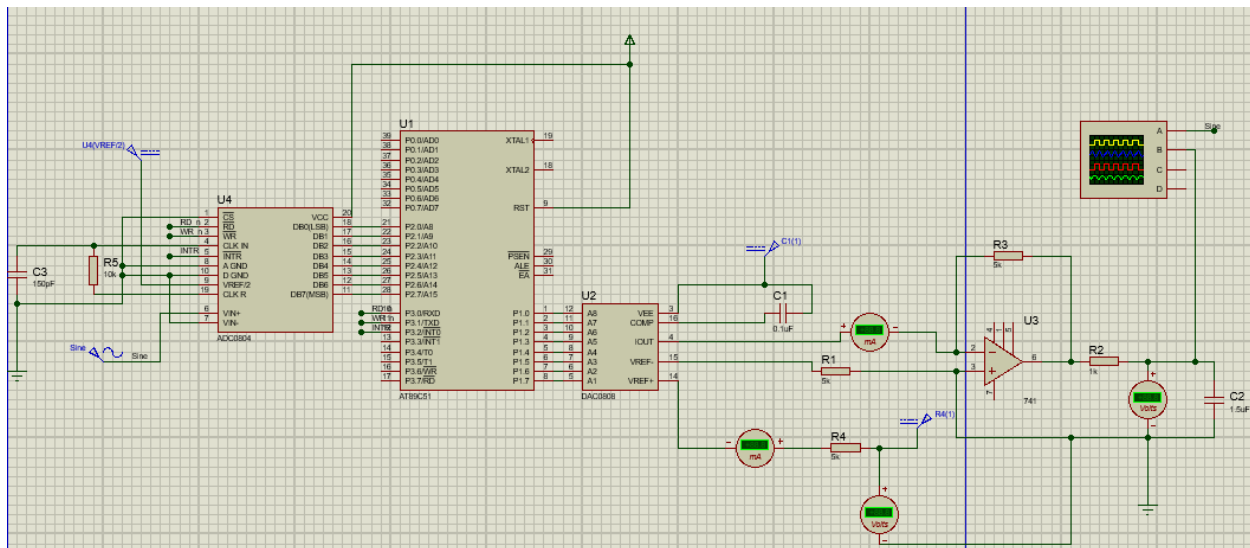 U1
39 P0.0/AD0 XTAL1 19
38 P0.1/AD1
37 P0.2/AD2
36 P0.3/AD3
35 P0.4/AD4 XTAL2 18
34 P0.5/AD5
33 P0.6/AD6
32 P0.7/AD7 RST 9
21 P2.0/A8
22 P2.1/A9
23 P2.2/A10
24 P2.3/A11 PSEN 29
25 P2.4/A12 ALE 30
26 P2.5/A13 EA 31
27 P2.6/A14
28 P2.7/A15
P3.0/RXD P1.0 1
P3.1/TXD P1.1 2
P3.2/INT0 P1.2 3
13 P3.3/INT1 P1.3 4
14 P3.4/T0 P1.4 5
15 P3.5/T1 P1.5 6
16 P3.6/WR P1.6 7
17 P3.7/RD P1.7 8
AT89C51
U4(VREF/2)
U4
1 CS VCC 20
RD_n 2 RD DB0(LSB) 18
WR_n 3 WR DB1 17
4 CLK IN DB2 16
INTR 5 INTR DB3 15
8 A GND DB4 14
10 D GND DB5 13
9 VREF/2 DB6 12
19 CLK R DB7(MSB) 11
6 VIN+
7 VIN-
ADC0804
C3
150pF
R5
10k
Sine
Sine
U2
12 A8 VEE 3
11 A7 COMP 16
10 A6
9 A5 IOUT 4
8 A4
7 A3 VREF- 15
6 A2
5 A1 VREF+ 14
DAC0808
C1(1)
C1
0.1uF
mA
R1
5k
mA
R4
5k
R4(1)
Volts
R3
5k
U3
4 1 5
2
3
6
7
741
R2
1k
Volts
C2
1.5uF
A
B
C
D
Sine